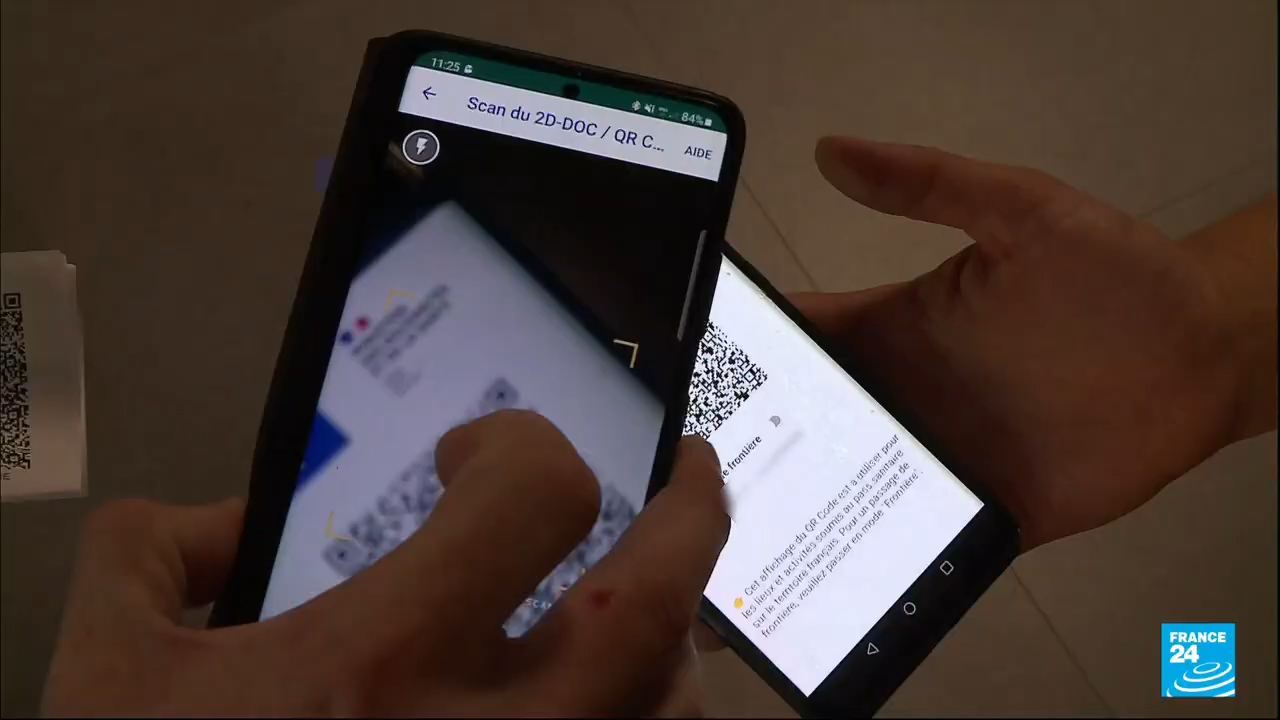 11:25
84%
Scan du 2D-DOC / QR C...
AIDE
e frontière
Cet affichage du QR Code est à utiliser pour
les lieux et activités soumis au pass sanitaire
sur le territoire français. Pour un passage de
frontière, veuillez passer en mode 'Frontière'.
SCAN
FRANCE
24